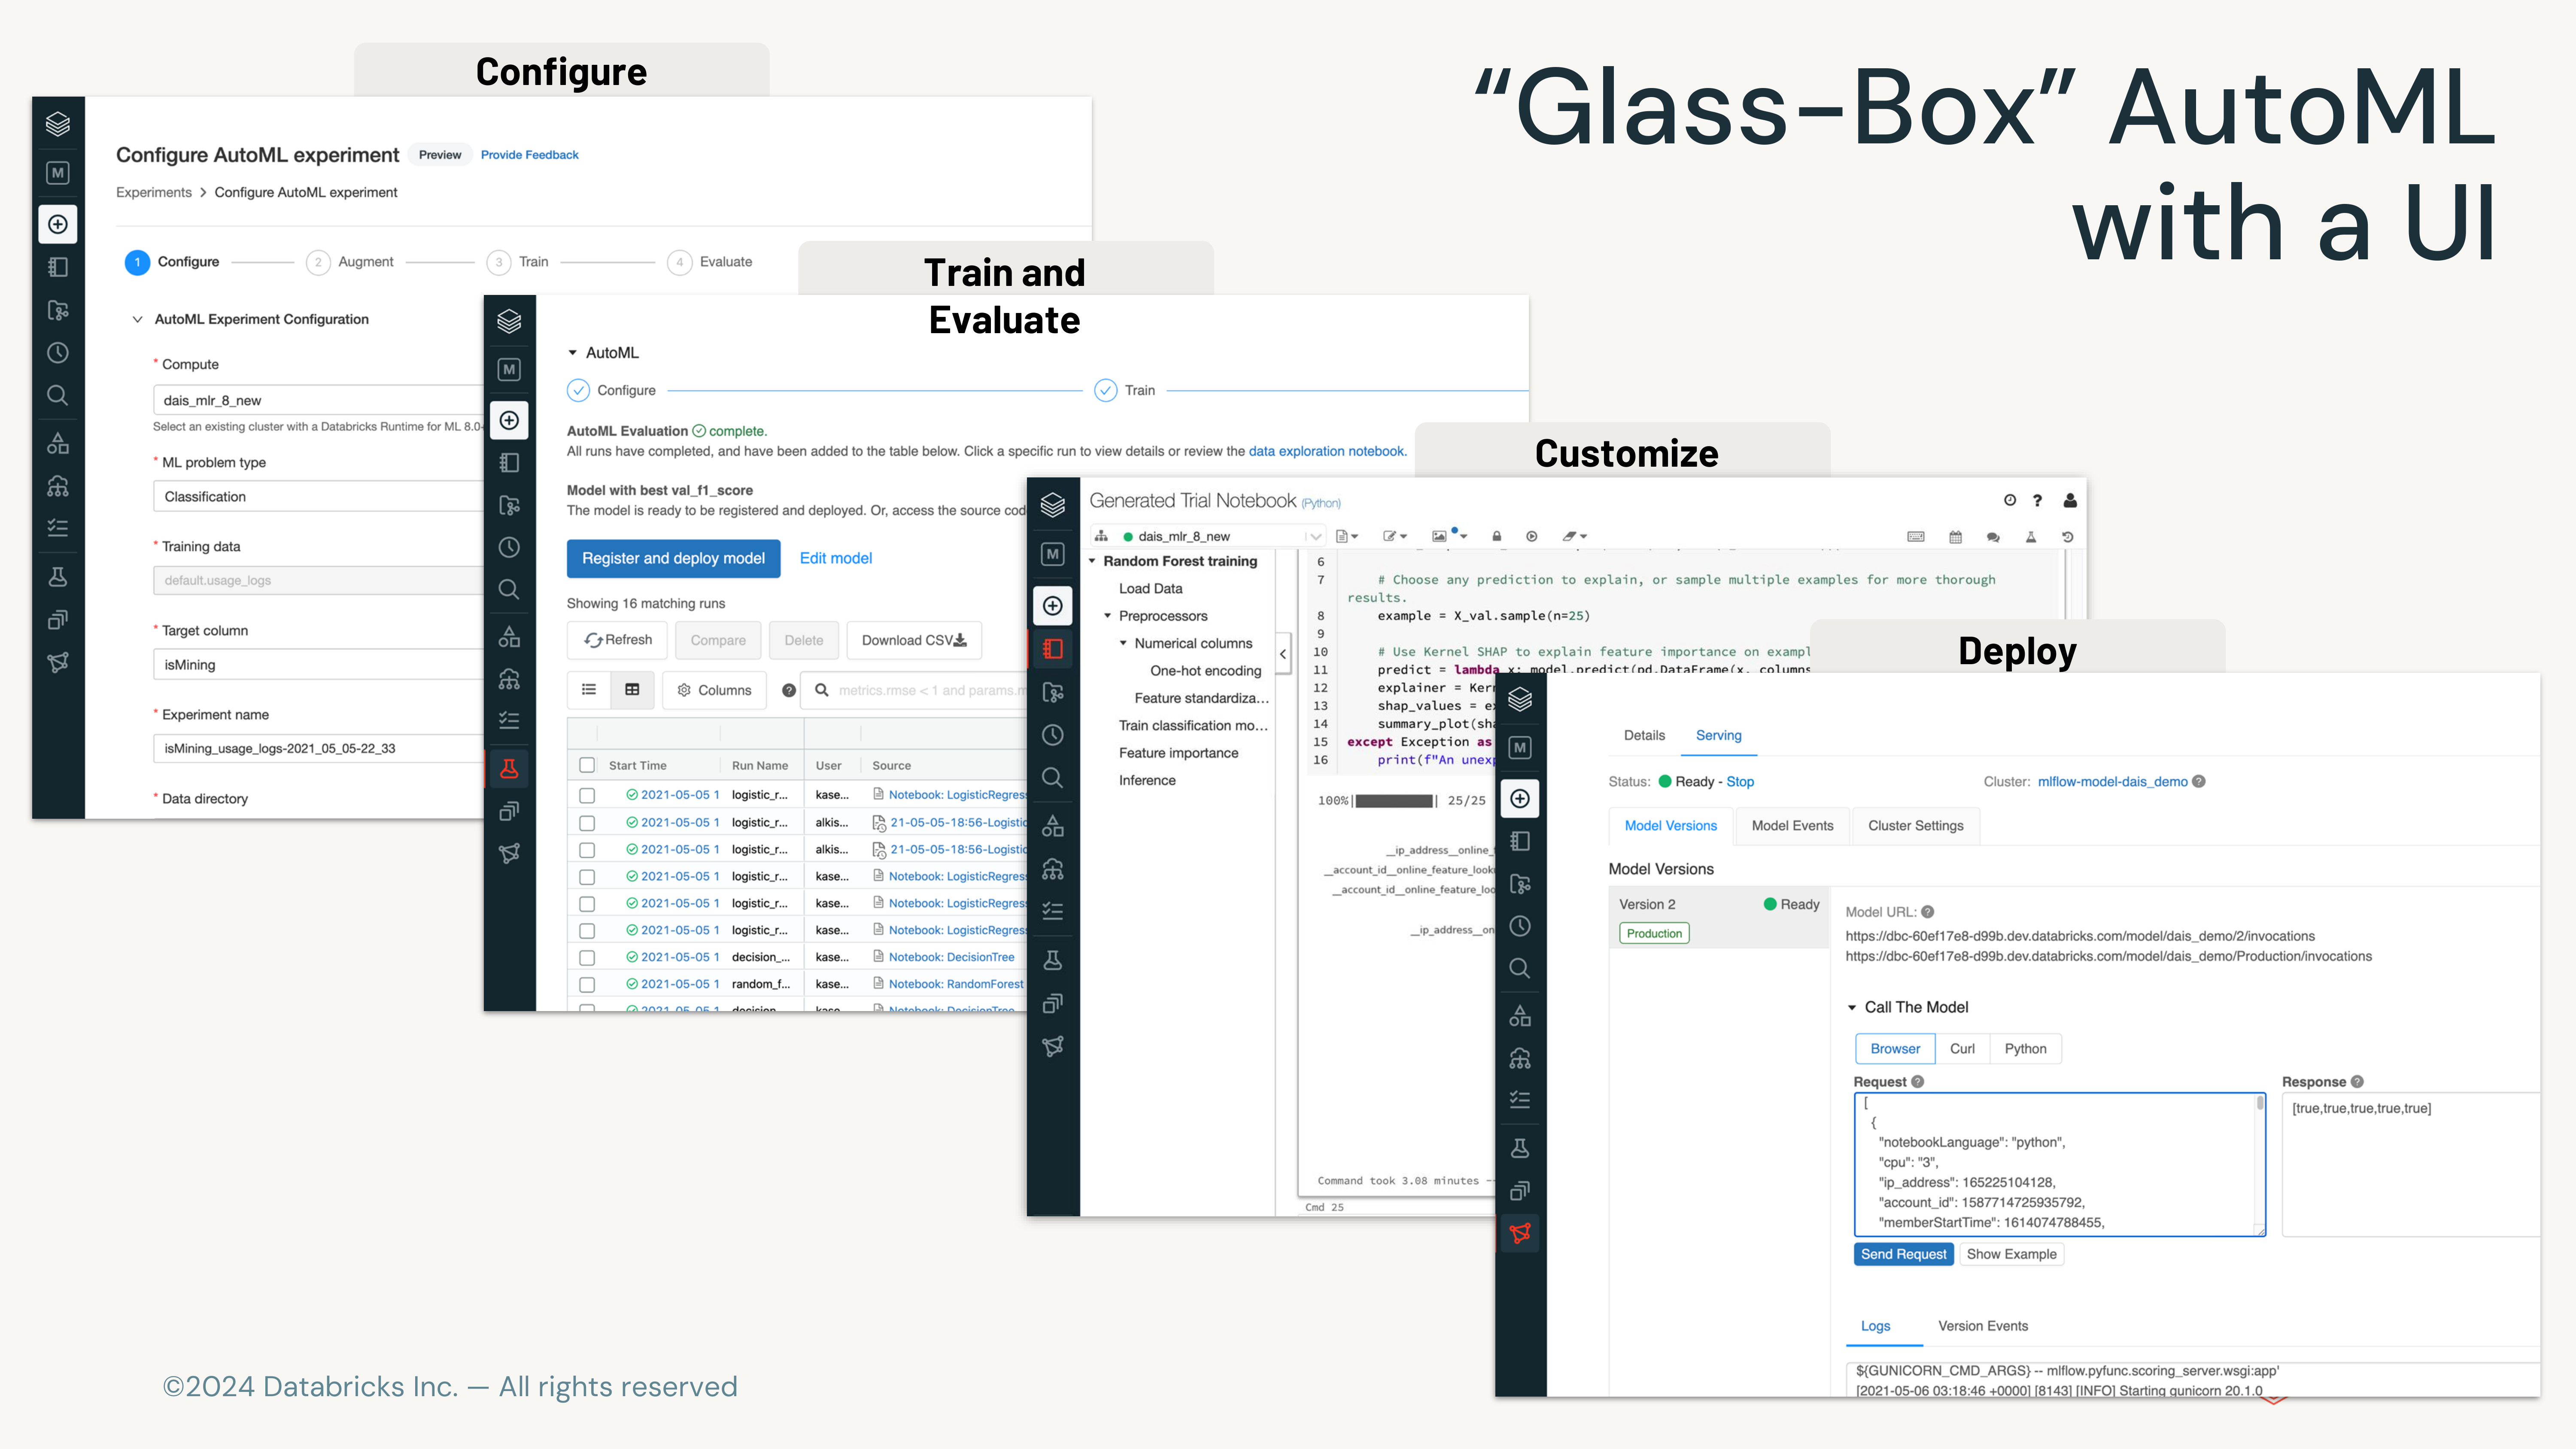 “Glass-Box” AutoML
with a UI
Configure
Configure AutoML experiment Preview Provide Feedback
Experiments > Configure AutoML experiment
1 Configure 2 Augment 3 Train 4 Evaluate
AutoML Experiment Configuration
* Compute
dais_mlr_8_new
Select an existing cluster with a Databricks Runtime for ML 8.0
* ML problem type
Classification
* Training data
default.usage_logs
* Target column
isMining
* Experiment name
isMining_usage_logs-2021_05_05-22_33
* Data directory
Train and
Evaluate
M
AutoML
Configure Train
AutoML Evaluation complete.
All runs have completed, and have been added to the table below. Click a specific run to view details or review the data exploration notebook.
Model with best val_f1_score
The model is ready to be registered and deployed. Or, access the source cod
Register and deploy model Edit model
Showing 16 matching runs
Refresh Compare Delete Download CSV
Columns ? metrics.rmse < 1 and params.m
Start Time Run Name User Source
2021-05-05 1 logistic_r... kase... Notebook: LogisticRegres
2021-05-05 1 logistic_r... alkis... 21-05-05-18:56-Logistic
2021-05-05 1 logistic_r... alkis... 21-05-05-18:56-Logistic
2021-05-05 1 logistic_r... kase... Notebook: LogisticRegres
2021-05-05 1 logistic_r... kase... Notebook: LogisticRegres
2021-05-05 1 logistic_r... kase... Notebook: LogisticRegres
2021-05-05 1 decision_... kase... Notebook: DecisionTree
2021-05-05 1 random_f... kase... Notebook: RandomForest
2021-05-05 1 decision kase Notebook: DecisionTree
Customize
M
Generated Trial Notebook (Python)
dais_mlr_8_new
Random Forest training
Load Data
Preprocessors
Numerical columns
One-hot encoding
Feature standardiza...
Train classification mo...
Feature importance
Inference
6
7 # Choose any prediction to explain, or sample multiple examples for more thorough
results.
8 example = X_val.sample(n=25)
9
10 # Use Kernel SHAP to explain feature importance on exampl
11 predict = lambda x: model.predict(pd.DataFrame(x, columns
12 explainer = Kern
13 shap_values = ex
14 summary_plot(sha
15 except Exception as
16 print(f"An unexp
100%| | 25/25
__ip_address__online_f
__account_id__online_feature_look
__account_id__online_feature_loo
__ip_address__on
Command took 3.08 minutes --
Cmd 25
Deploy
M
Details Serving
Status: Ready - Stop Cluster: mlflow-model-dais_demo ?
Model Versions Model Events Cluster Settings
Model Versions
Version 2 Ready
Production
Model URL: ?
https://dbc-60ef17e8-d99b.dev.databricks.com/model/dais_demo/2/invocations
https://dbc-60ef17e8-d99b.dev.databricks.com/model/dais_demo/Production/invocations
Call The Model
Browser Curl Python
Request ? Response ?
[
{
"notebookLanguage": "python",
"cpu": "3",
"ip_address": 165225104128,
"account_id": 1587714725935792,
"memberStartTime": 1614074788455,
[true,true,true,true,true]
Send Request Show Example
Logs Version Events
${GUNICORN_CMD_ARGS} -- mlflow.pyfunc.scoring_server.wsgi:app'
[2021-05-06 03:18:46 +0000] [8143] [INFO] Starting gunicorn 20.1.0
©2024 Databricks Inc. — All rights reserved